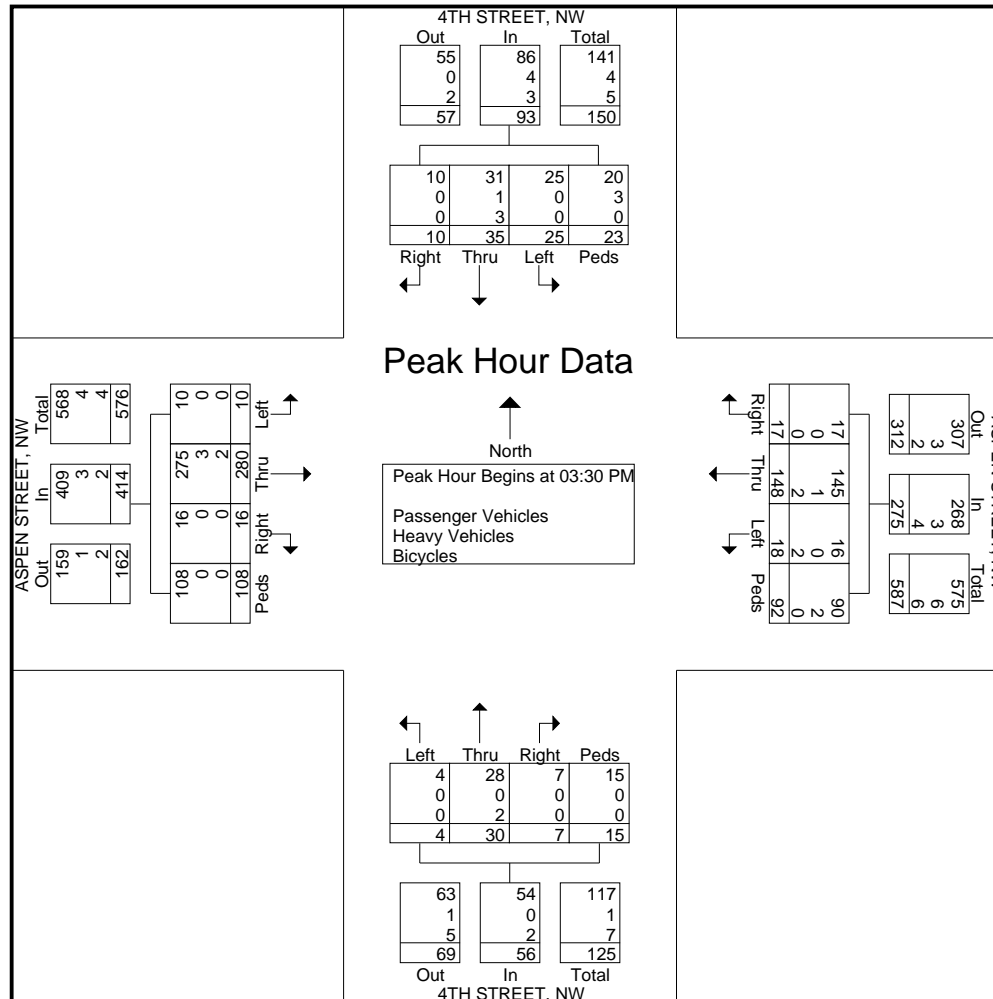 4TH STREET, NW
Out In Total
55 86 141
0 4 4
2 3 5
57 93 150
10 31 25 20
0 1 0 3
0 3 0 0
10 35 25 23
Right Thru Left Peds
Peak Hour Data
North
Peak Hour Begins at 03:30 PM
Passenger Vehicles
Heavy Vehicles
Bicycles
ASPEN STREET, NW
Out In Total
159 409 568
1 3 4
2 2 4
162 414 576
108 16 275 10
0 0 3 0
0 0 2 0
108 16 280 10
Peds Right Thru Left
Out In Total
307 268 575
3 3 6
2 4 6
312 275 587
17 145 16 90
0 1 0 2
0 2 2 0
17 148 18 92
Right Thru Left Peds
Left Thru Right Peds
4 28 7 15
0 0 0 0
0 2 0 0
4 30 7 15
63 54 117
1 0 1
5 2 7
69 56 125
Out In Total
4TH STREET, NW